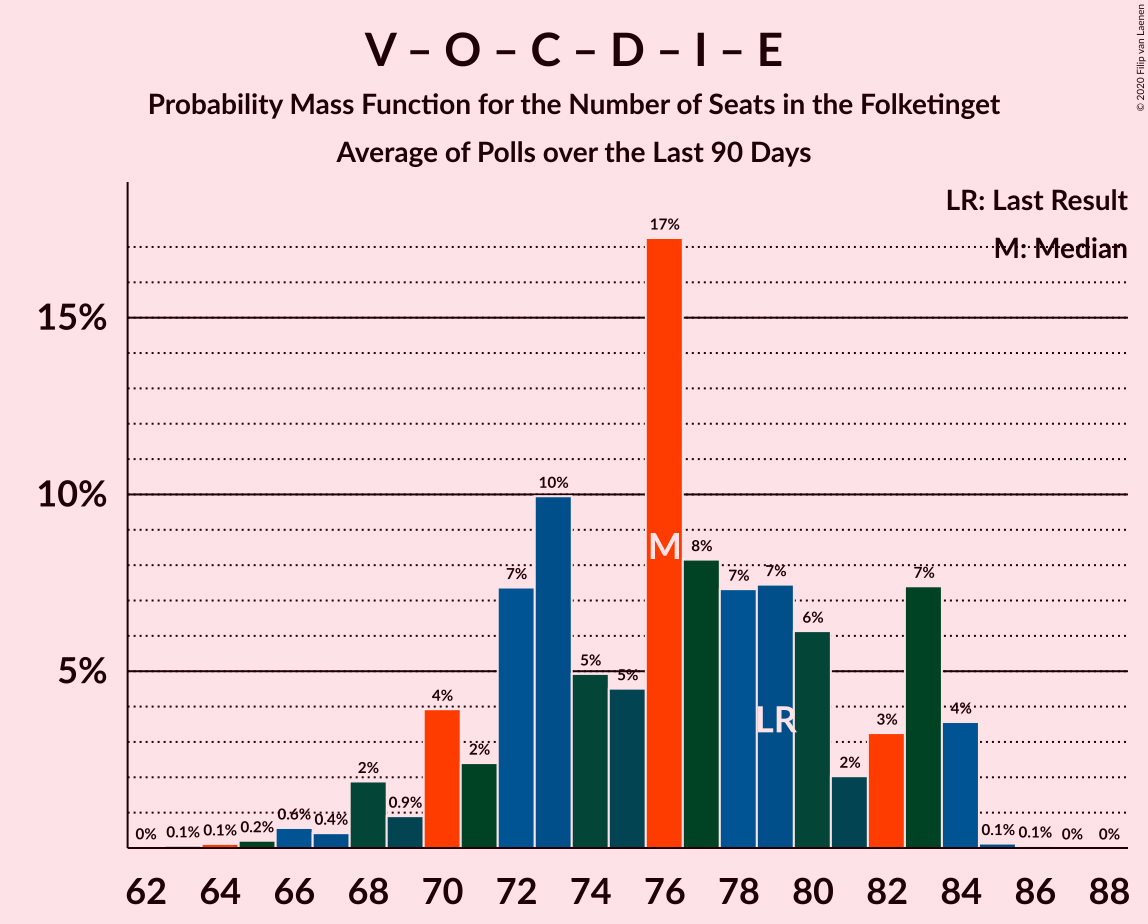 V – O – C – D – I – E
Probability Mass Function for the Number of Seats in the Folketinget
Average of Polls over the Last 90 Days
© 2020 Filip van Laenen
LR: Last Result
M: Median
15%
10%
5%
0% 0.1% 0.1% 0.2% 0.6% 0.4% 2% 0.9% 4% 2% 7% 10% 5% 5% 17% 8% 7% 7% 6% 2% 3% 7% 4% 0.1% 0.1% 0% 0%
M
LR
62 64 66 68 70 72 74 76 78 80 82 84 86 88